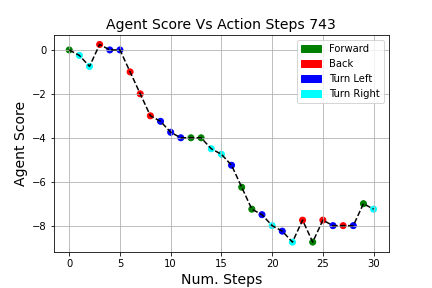 Agent Score Vs Action Steps 743
Forward
Back
Turn Left
Turn Right
Agent Score
0
−2
−4
−6
−8
0 5 10 15 20 25 30
Num. Steps